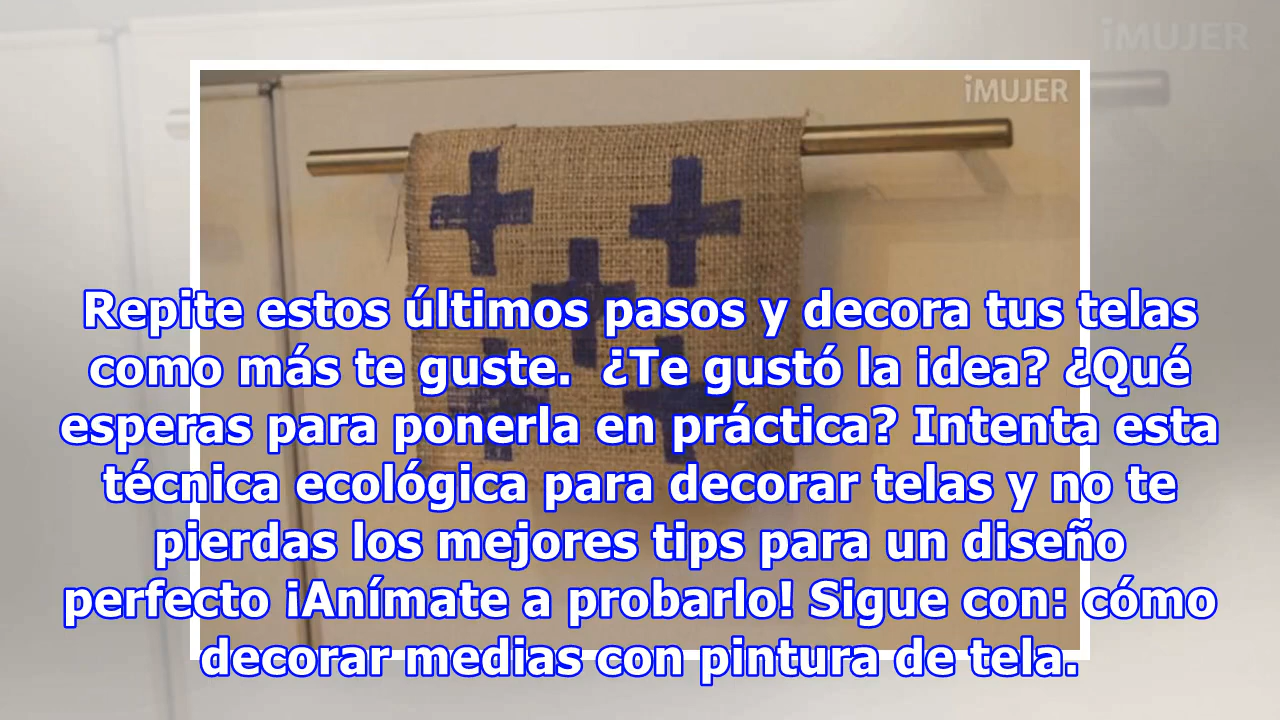 iMUJER
iMUJER
Repite estos últimos pasos y decora tus telas
como más te guste.  ¿Te gustó la idea? ¿Qué
esperas para ponerla en práctica? Intenta esta
técnica ecológica para decorar telas y no te
pierdas los mejores tips para un diseño
perfecto ¡Anímate a probarlo! Sigue con: cómo
decorar medias con pintura de tela.